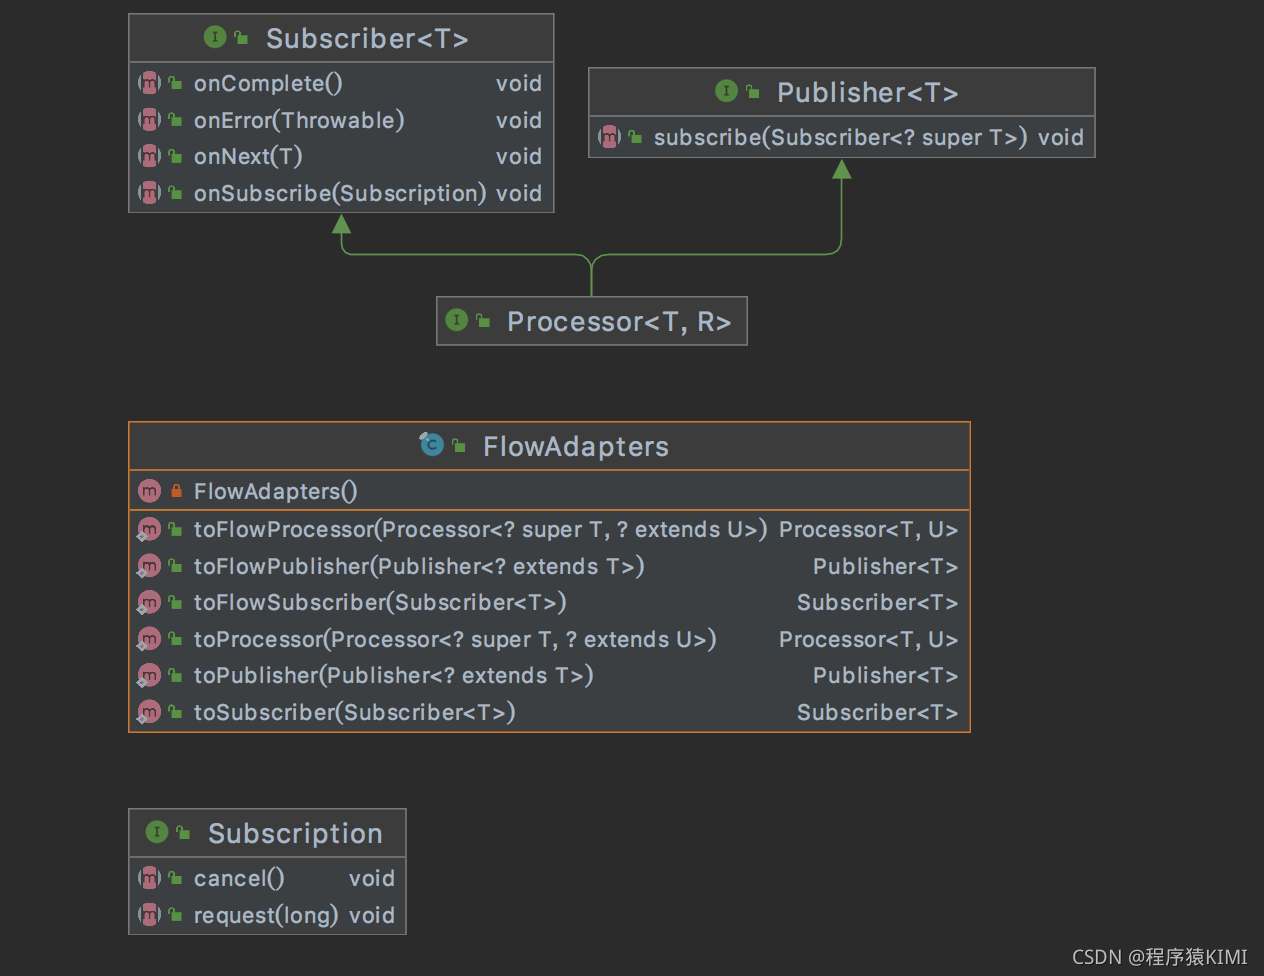 Subscriber<T>
onComplete() void
onError(Throwable) void
onNext(T) void
onSubscribe(Subscription) void
Publisher<T>
subscribe(Subscriber<? super T>) void
Processor<T, R>
FlowAdapters
FlowAdapters()
toFlowProcessor(Processor<? super T, ? extends U>) Processor<T, U>
toFlowPublisher(Publisher<? extends T>) Publisher<T>
toFlowSubscriber(Subscriber<T>) Subscriber<T>
toProcessor(Processor<? super T, ? extends U>) Processor<T, U>
toPublisher(Publisher<? extends T>) Publisher<T>
toSubscriber(Subscriber<T>) Subscriber<T>
Subscription
cancel() void
request(long) void
CSDN @程序猿KIMI